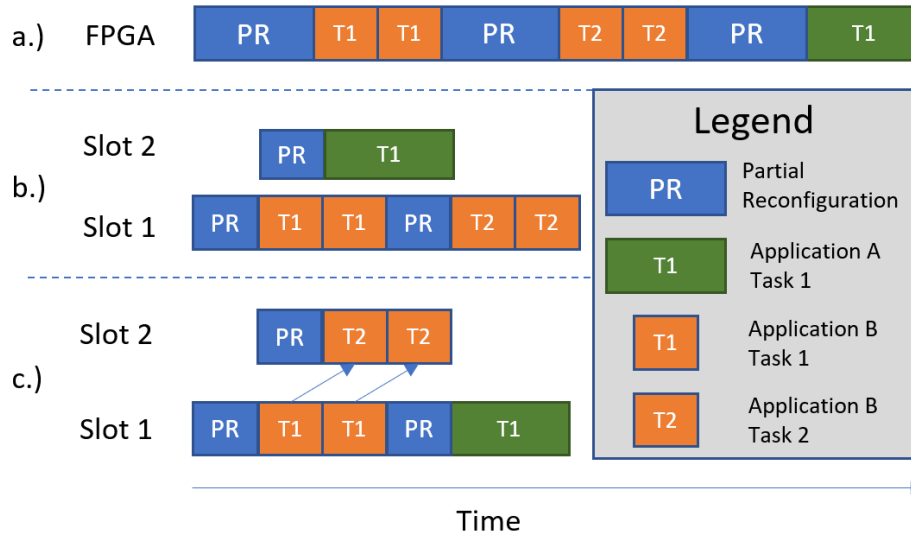 a.) FPGA PR T1 T1 PR T2 T2 PR T1
b.)
Slot 2 PR T1
Slot 1 PR T1 T1 PR T2 T2
c.)
Slot 2 PR T2 T2
Slot 1 PR T1 T1 PR T1
Time
Legend
PR Partial
Reconfiguration
T1 Application A
Task 1
T1 Application B
Task 1
T2 Application B
Task 2